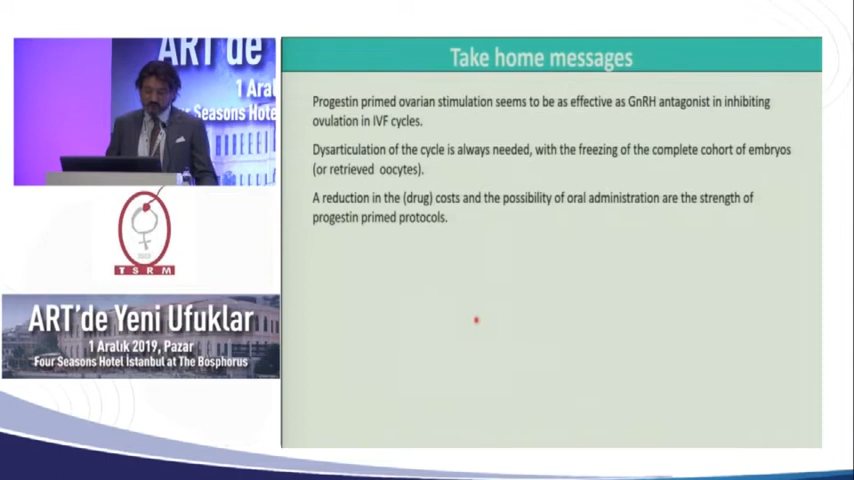 ART'de
1 Aral
Four Seasons Hote
TSRM
ART'de Yeni Ufuklar
1 Aralık 2019, Pazar
Four Seasons Hotel İstanbul at The Bosphorus
Take home messages
Progestin primed ovarian stimulation seems to be as effective as GnRH antagonist in inhibiting
ovulation in IVF cycles.
Dysarticulation of the cycle is always needed, with the freezing of the complete cohort of embryos
(or retrieved oocytes).
A reduction in the (drug) costs and the possibility of oral administration are the strength of
progestin primed protocols.